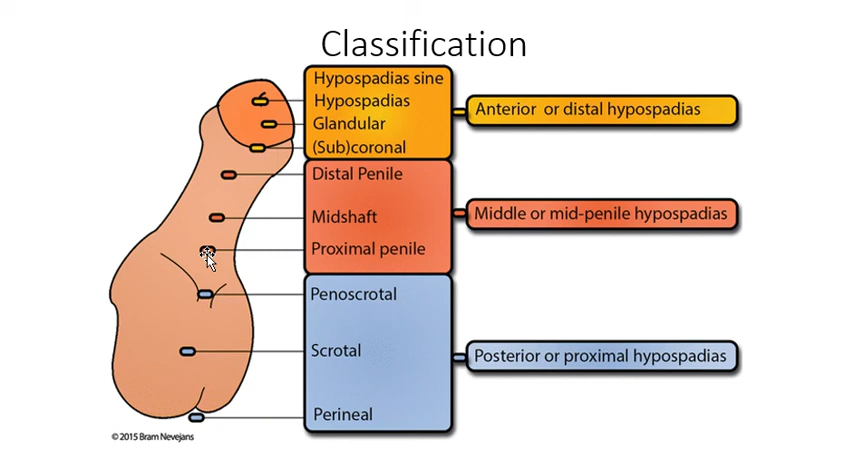 Classification
Hypospadias sine
Hypospadias
Glandular
(Sub)coronal
Anterior or distal hypospadias
Distal Penile
Midshaft
Proximal penile
Middle or mid-penile hypospadias
Penoscrotal
Scrotal
Perineal
Posterior or proximal hypospadias
© 2015 Bram Nevejans